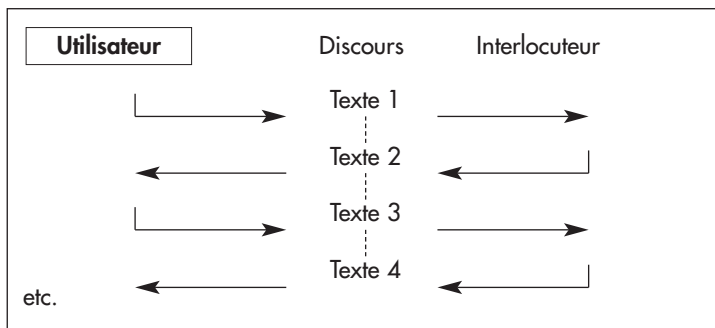 Utilisateur Discours Interlocuteur
Texte 1
Texte 2
Texte 3
Texte 4
etc.